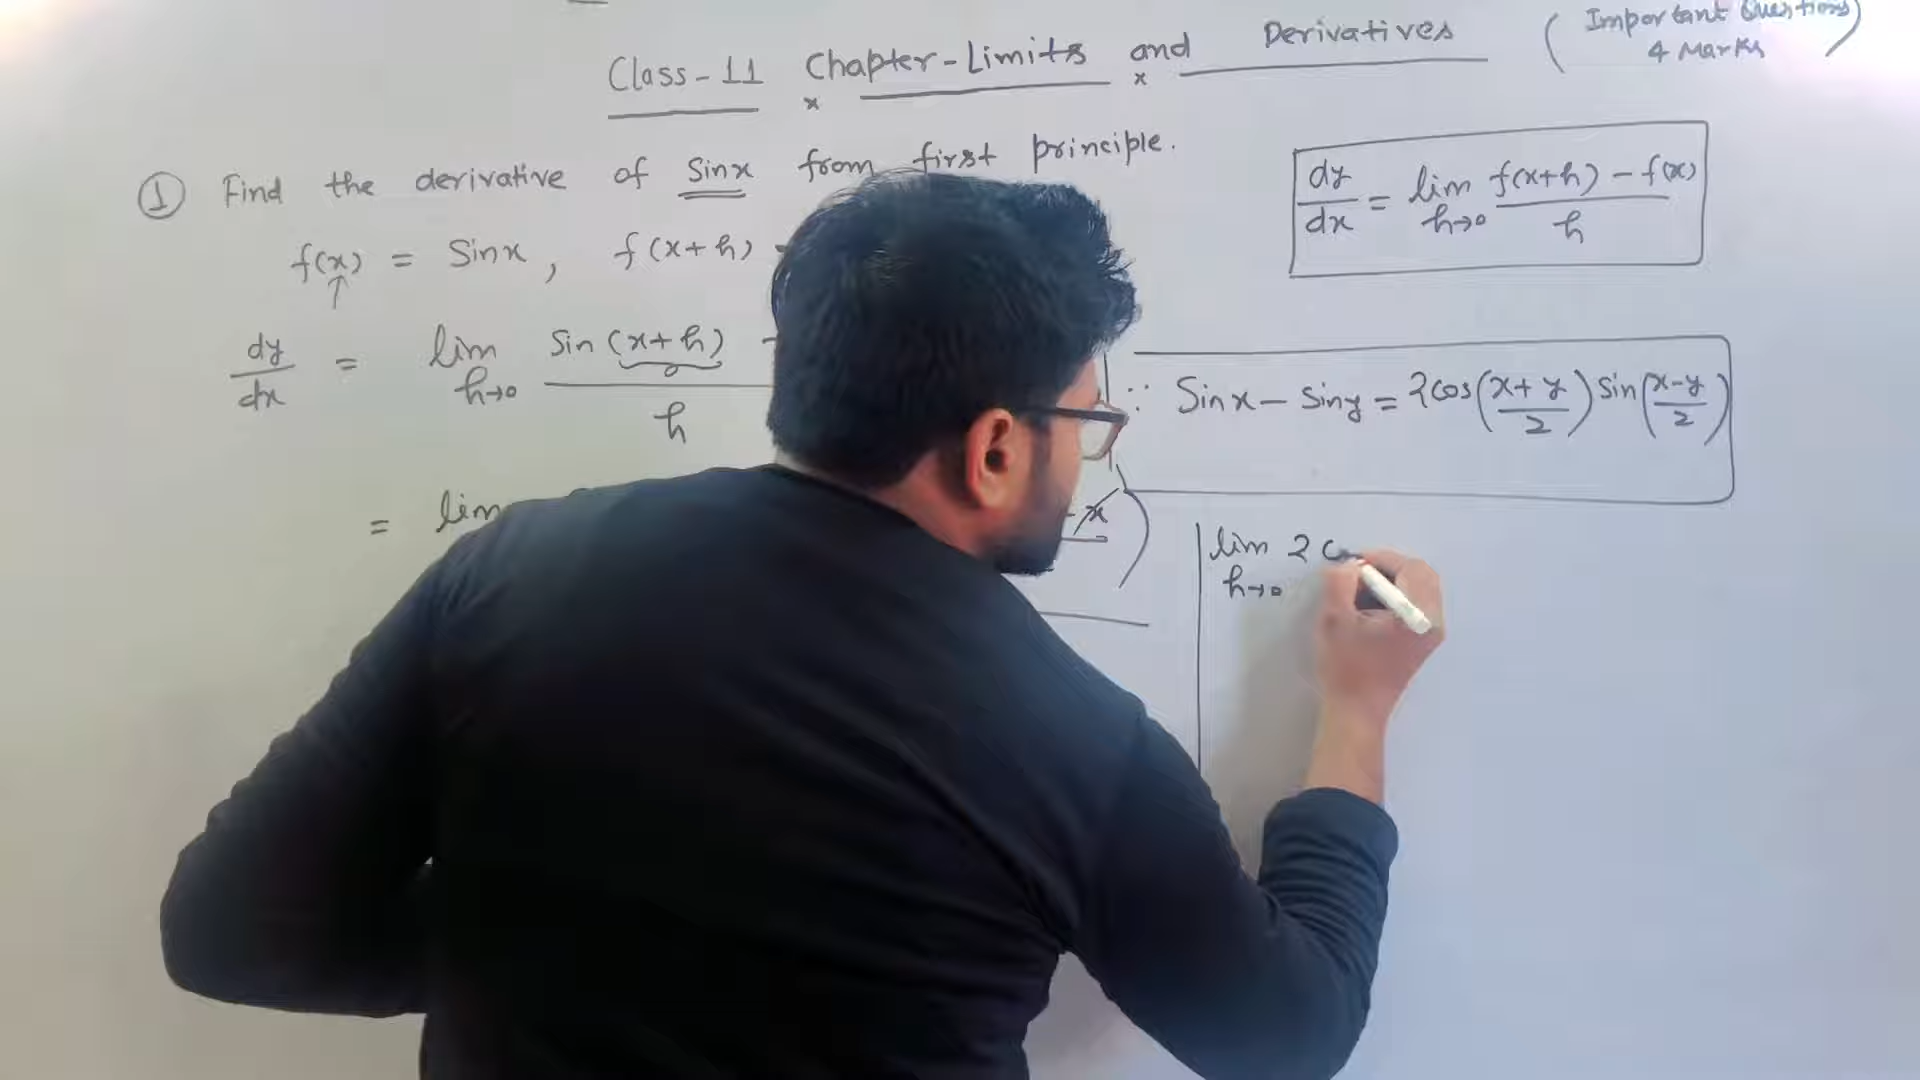 Class-11 Chapter-Limits and Derivatives
(Important Questions)
4 Marks
① Find the derivative of Sinx from first principle.
f(x) = Sinx, f(x+h)
dy/dx = lim h→0 Sin(x+h) / h
= lim
x
dy/dx = lim h→0 f(x+h) - f(x) / h
∵ Sinx - Siny = 2cos(x+y/2) Sin(x-y/2)
lim h→0 2